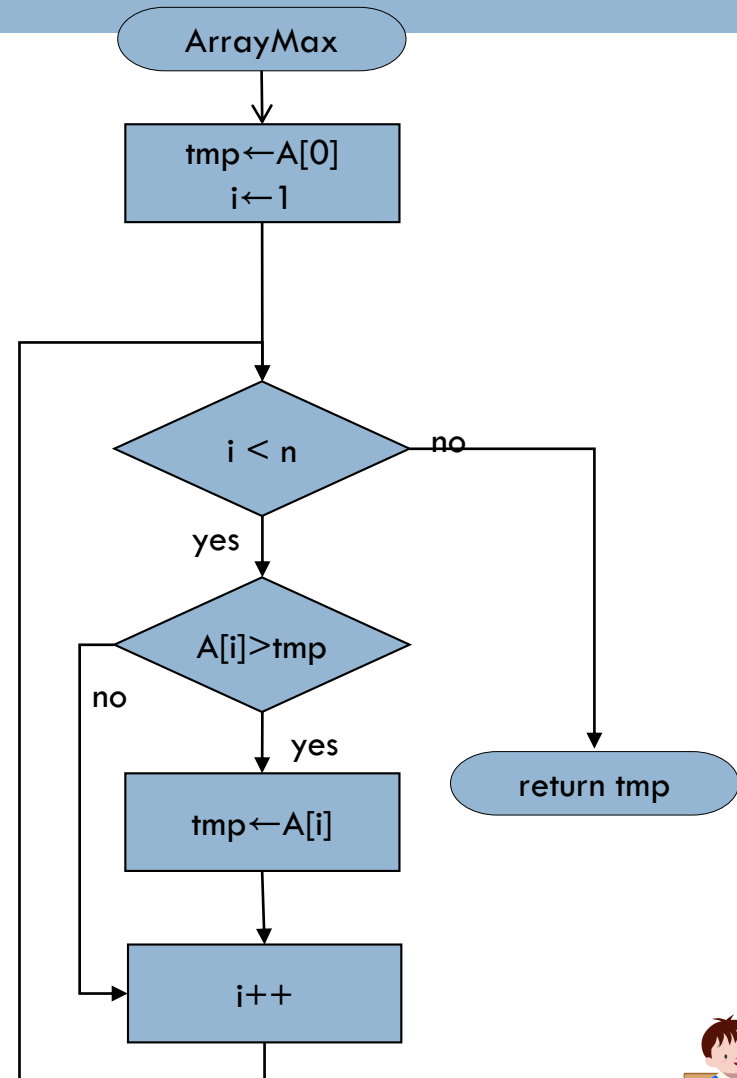 ArrayMax
tmp←A[0]
i←1
i < n
no
yes
A[i]>tmp
no
yes
tmp←A[i]
return tmp
i++